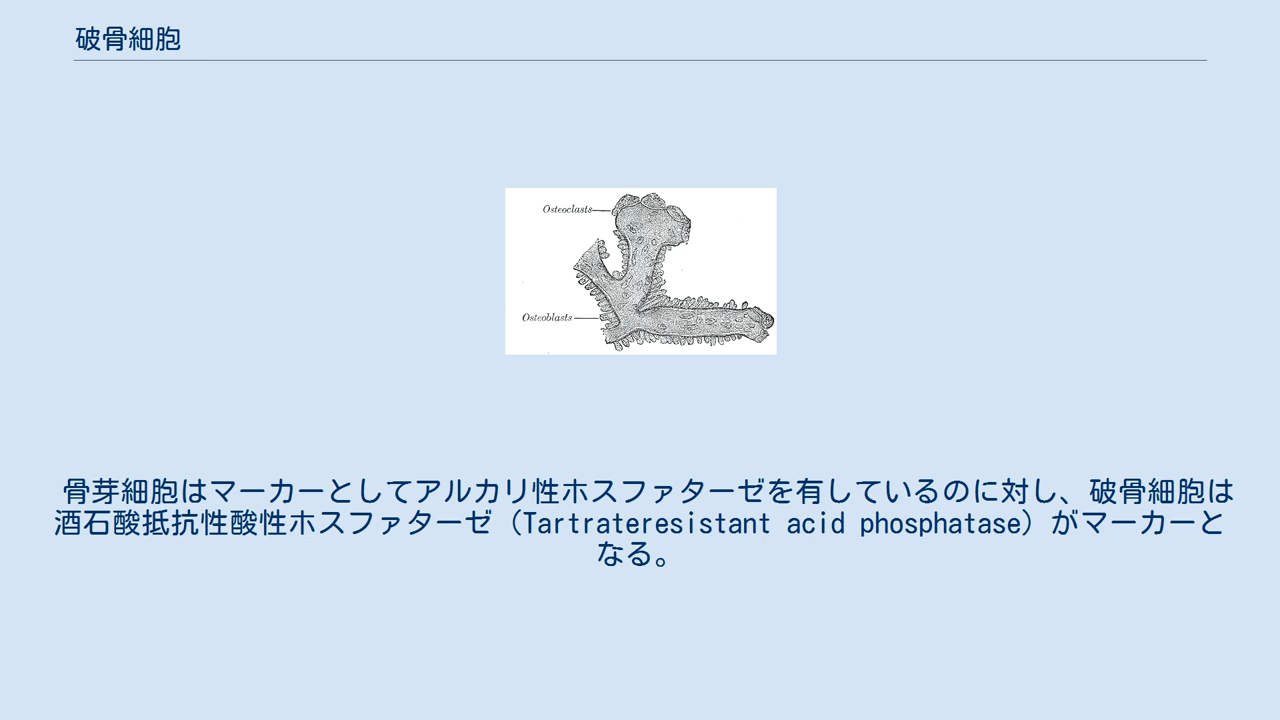 破骨細胞
Osteoclasts
Osteoblasts
骨芽細胞はマーカーとしてアルカリ性ホスファターゼを有しているのに対し、破骨細胞は
酒石酸抵抗性酸性ホスファターゼ（Tartrateresistant acid phosphatase）がマーカーと
なる。